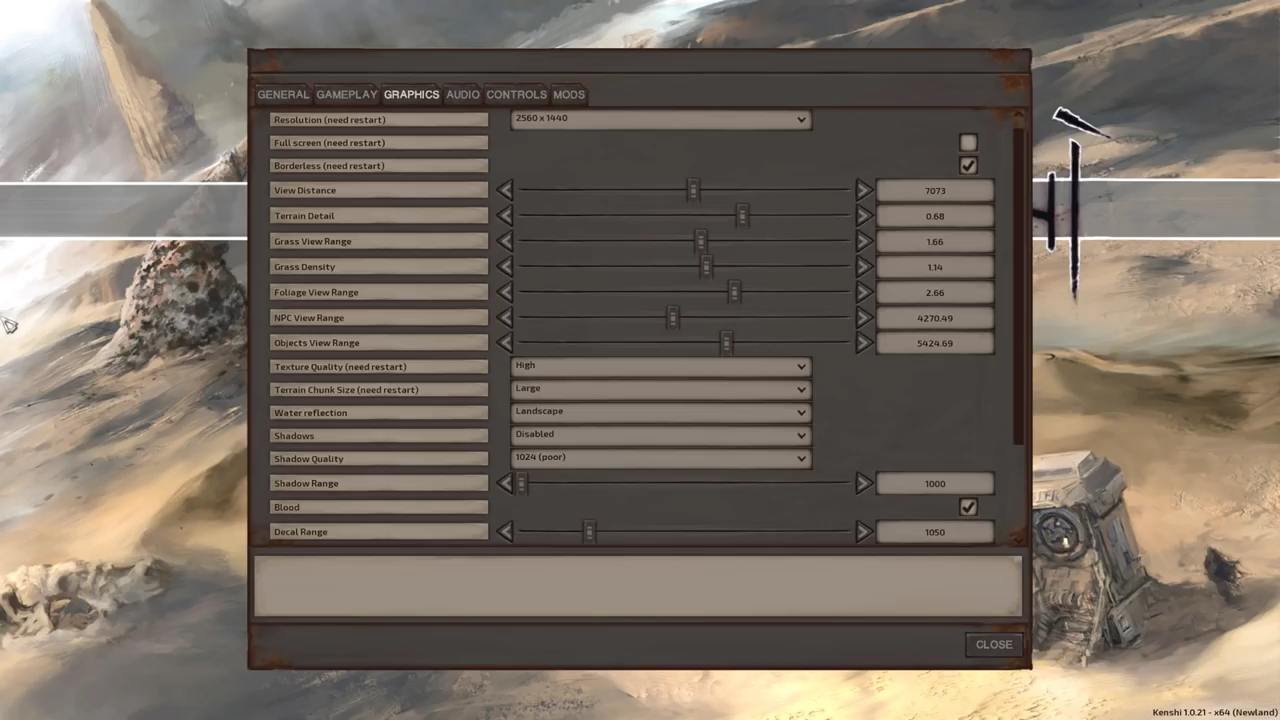 GENERAL GAMEPLAY GRAPHICS AUDIO CONTROLS MODS
Resolution (need restart) 2560 x 1440
Full screen (need restart)
Borderless (need restart)
View Distance 7073
Terrain Detail 0.68
Grass View Range 1.66
Grass Density 1.14
Foliage View Range 2.66
NPC View Range 4270.49
Objects View Range 5424.69
Texture Quality (need restart) High
Terrain Chunk Size (need restart) Large
Water reflection Landscape
Shadows Disabled
Shadow Quality 1024 (poor)
Shadow Range 1000
Blood
Decal Range 1050
CLOSE
Kenshi 1.0.21 - x64 (Newland)